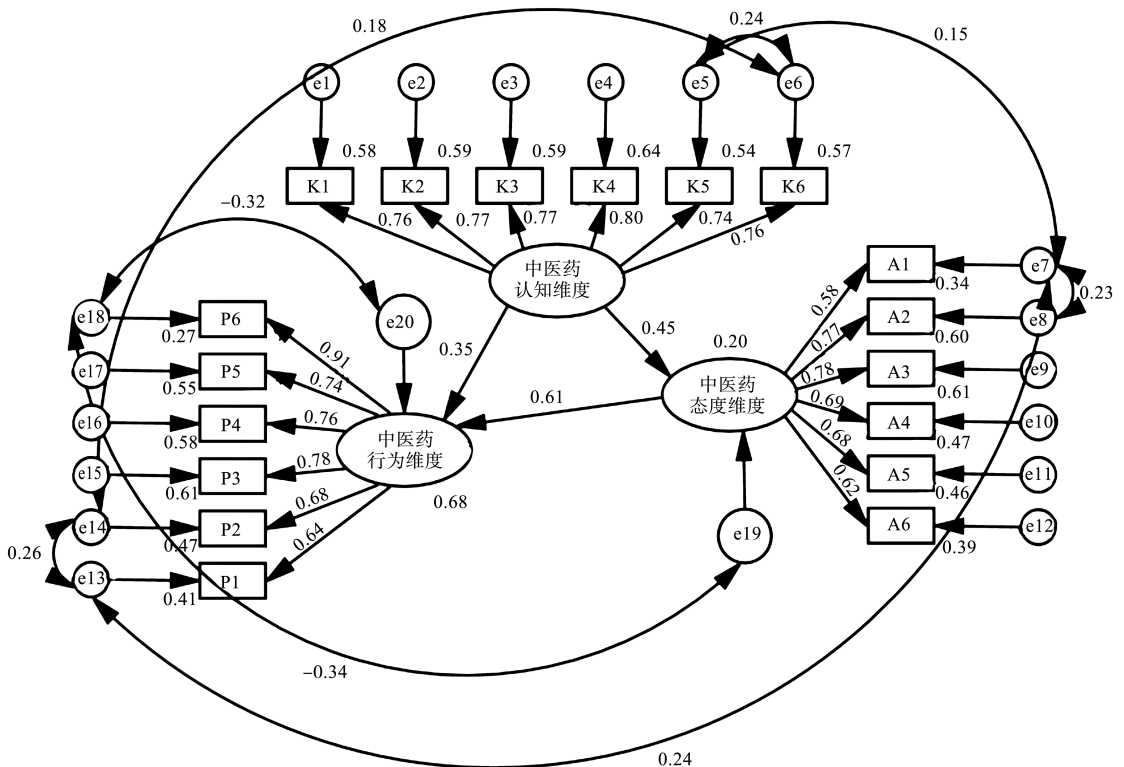 0.18
0.24
0.15
e1
e2
e3
e4
e5
e6
0.58
0.59
0.59
0.64
0.54
0.57
K1
K2
K3
K4
K5
K6
−0.32
0.76
0.77
0.77
0.80
0.74
0.76
中医药
认知维度
A1
e7
0.34
0.23
0.58
e18
P6
e20
0.27
0.45
0.35
A2
e8
0.60
0.77
0.20
e17
P5
0.55
0.91
0.74
中医药
态度维度
A3
e9
0.61
0.78
0.61
e16
P4
0.58
0.76
中医药
行为维度
A4
e10
0.47
0.69
e15
P3
0.61
0.78
0.68
A5
e11
0.46
0.68
e14
P2
0.47
0.68
e19
A6
e12
0.39
0.62
0.26
e13
P1
0.41
0.64
−0.34
0.24